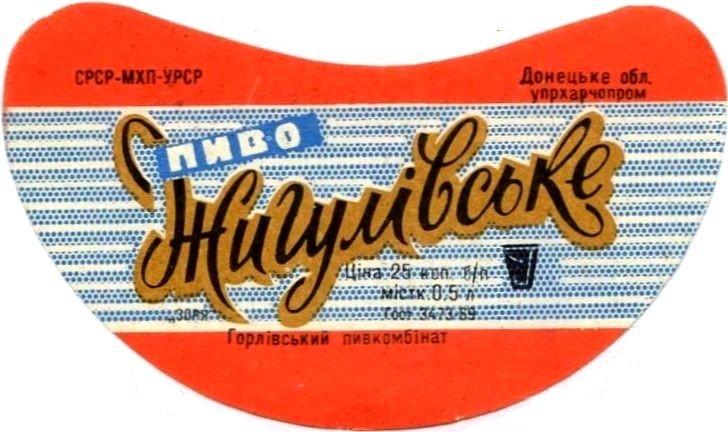 СРСР-МХП-УРСР
Донецьке обл.
упрхарчопром
ПИВО
Жигулівське
Ціна 25 коп. б/п
містк. 0,5 л
„ЗОРЯ"
Гост 3473-69
Горлівський пивкомбінат